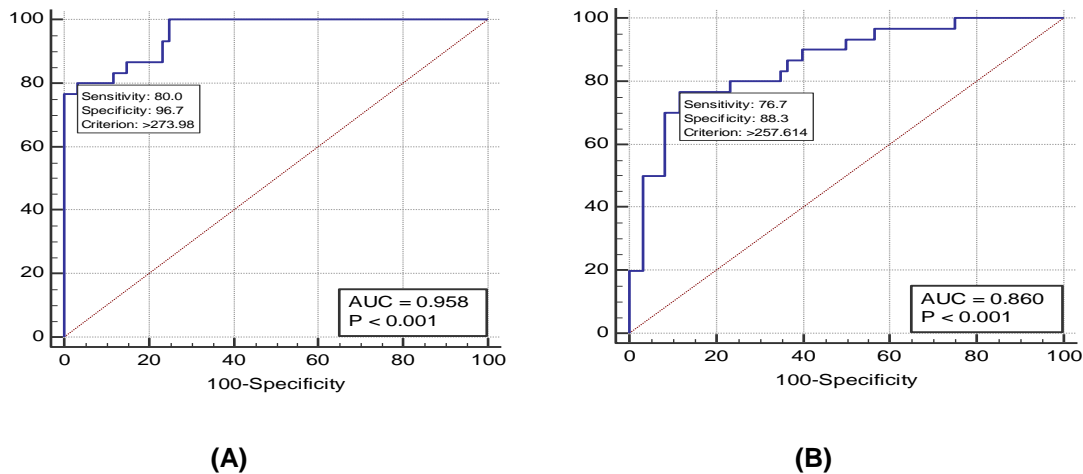 100
80
60
40
20
0
Sensitivity: 80.0
Specificity: 96.7
Criterion: >273.98
AUC = 0.958
P < 0.001
0 20 40 60 80 100
100-Specificity
(A)
100
80
60
40
20
0
Sensitivity: 76.7
Specificity: 88.3
Criterion: >257.614
AUC = 0.860
P < 0.001
0 20 40 60 80 100
100-Specificity
(B)